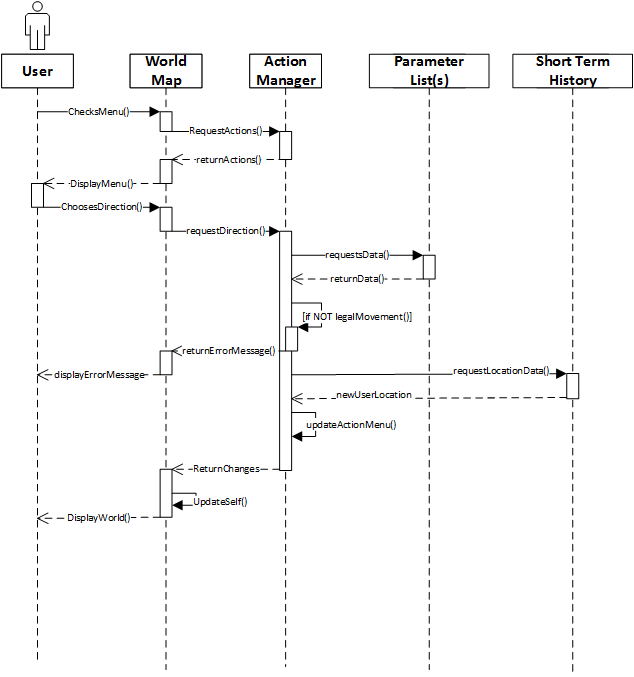 User
World
Map
Action
Manager
Parameter
List(s)
Short Term
History
ChecksMenu()
RequestActions()
returnActions()
DisplayMenu()
ChoosesDirection()
requestDirection()
requestsData()
returnData()
[if NOT legalMovement()]
returnErrorMessage()
displayErrorMessage
requestLocationData()
newUserLocation
updateActionMenu()
ReturnChanges
UpdateSelf()
DisplayWorld()